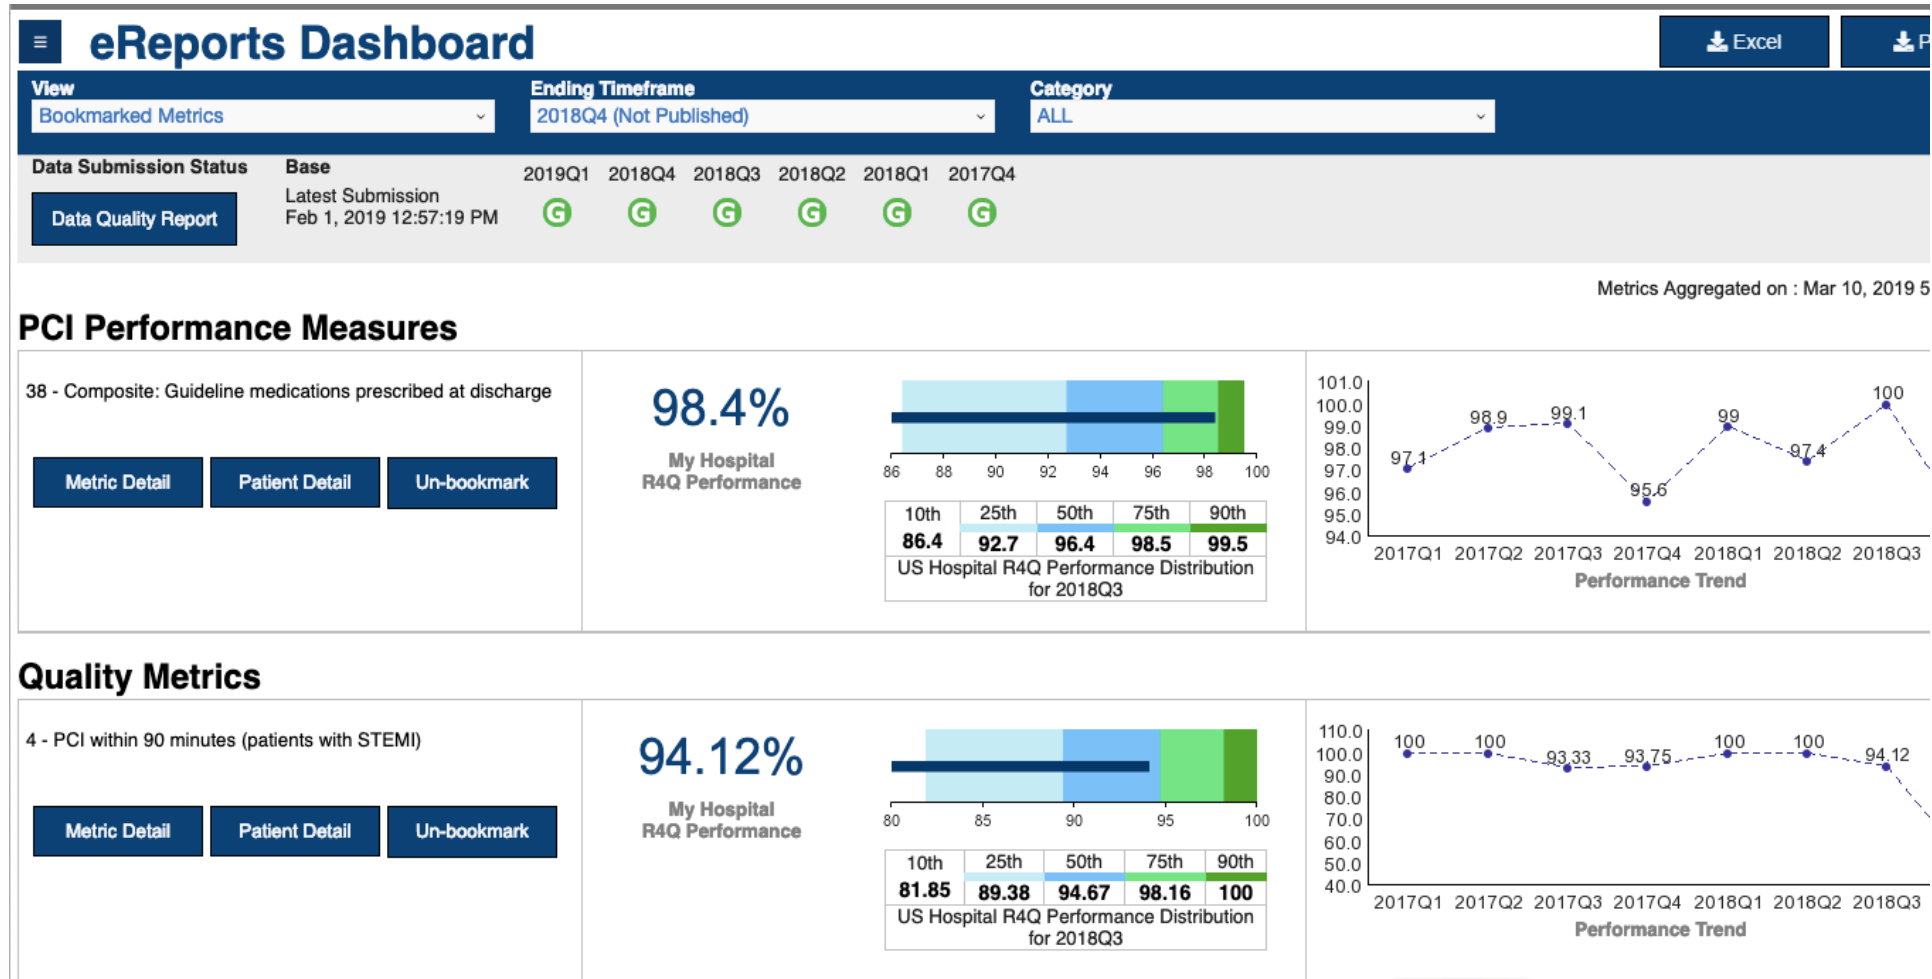 ≡ eReports Dashboard
Excel
P
View
Bookmarked Metrics
Ending Timeframe
2018Q4 (Not Published)
Category
ALL
Data Submission Status
Data Quality Report
Base
Latest Submission
Feb 1, 2019 12:57:19 PM
2019Q1 2018Q4 2018Q3 2018Q2 2018Q1 2017Q4
G G G G G G
Metrics Aggregated on : Mar 10, 2019 5
PCI Performance Measures
38 - Composite: Guideline medications prescribed at discharge
Metric Detail
Patient Detail
Un-bookmark
98.4%
My Hospital
R4Q Performance
86 88 90 92 94 96 98 100
10th 25th 50th 75th 90th
86.4 92.7 96.4 98.5 99.5
US Hospital R4Q Performance Distribution
for 2018Q3
101.0
100.0
99.0
98.0
97.0
96.0
95.0
94.0
97.1 98.9 99.1 95.6 99 97.4 100
2017Q1 2017Q2 2017Q3 2017Q4 2018Q1 2018Q2 2018Q3
Performance Trend
Quality Metrics
4 - PCI within 90 minutes (patients with STEMI)
Metric Detail
Patient Detail
Un-bookmark
94.12%
My Hospital
R4Q Performance
80 85 90 95 100
10th 25th 50th 75th 90th
81.85 89.38 94.67 98.16 100
US Hospital R4Q Performance Distribution
for 2018Q3
110.0
100.0
90.0
80.0
70.0
60.0
50.0
40.0
100 100 93.33 93.75 100 100 94.12
2017Q1 2017Q2 2017Q3 2017Q4 2018Q1 2018Q2 2018Q3
Performance Trend